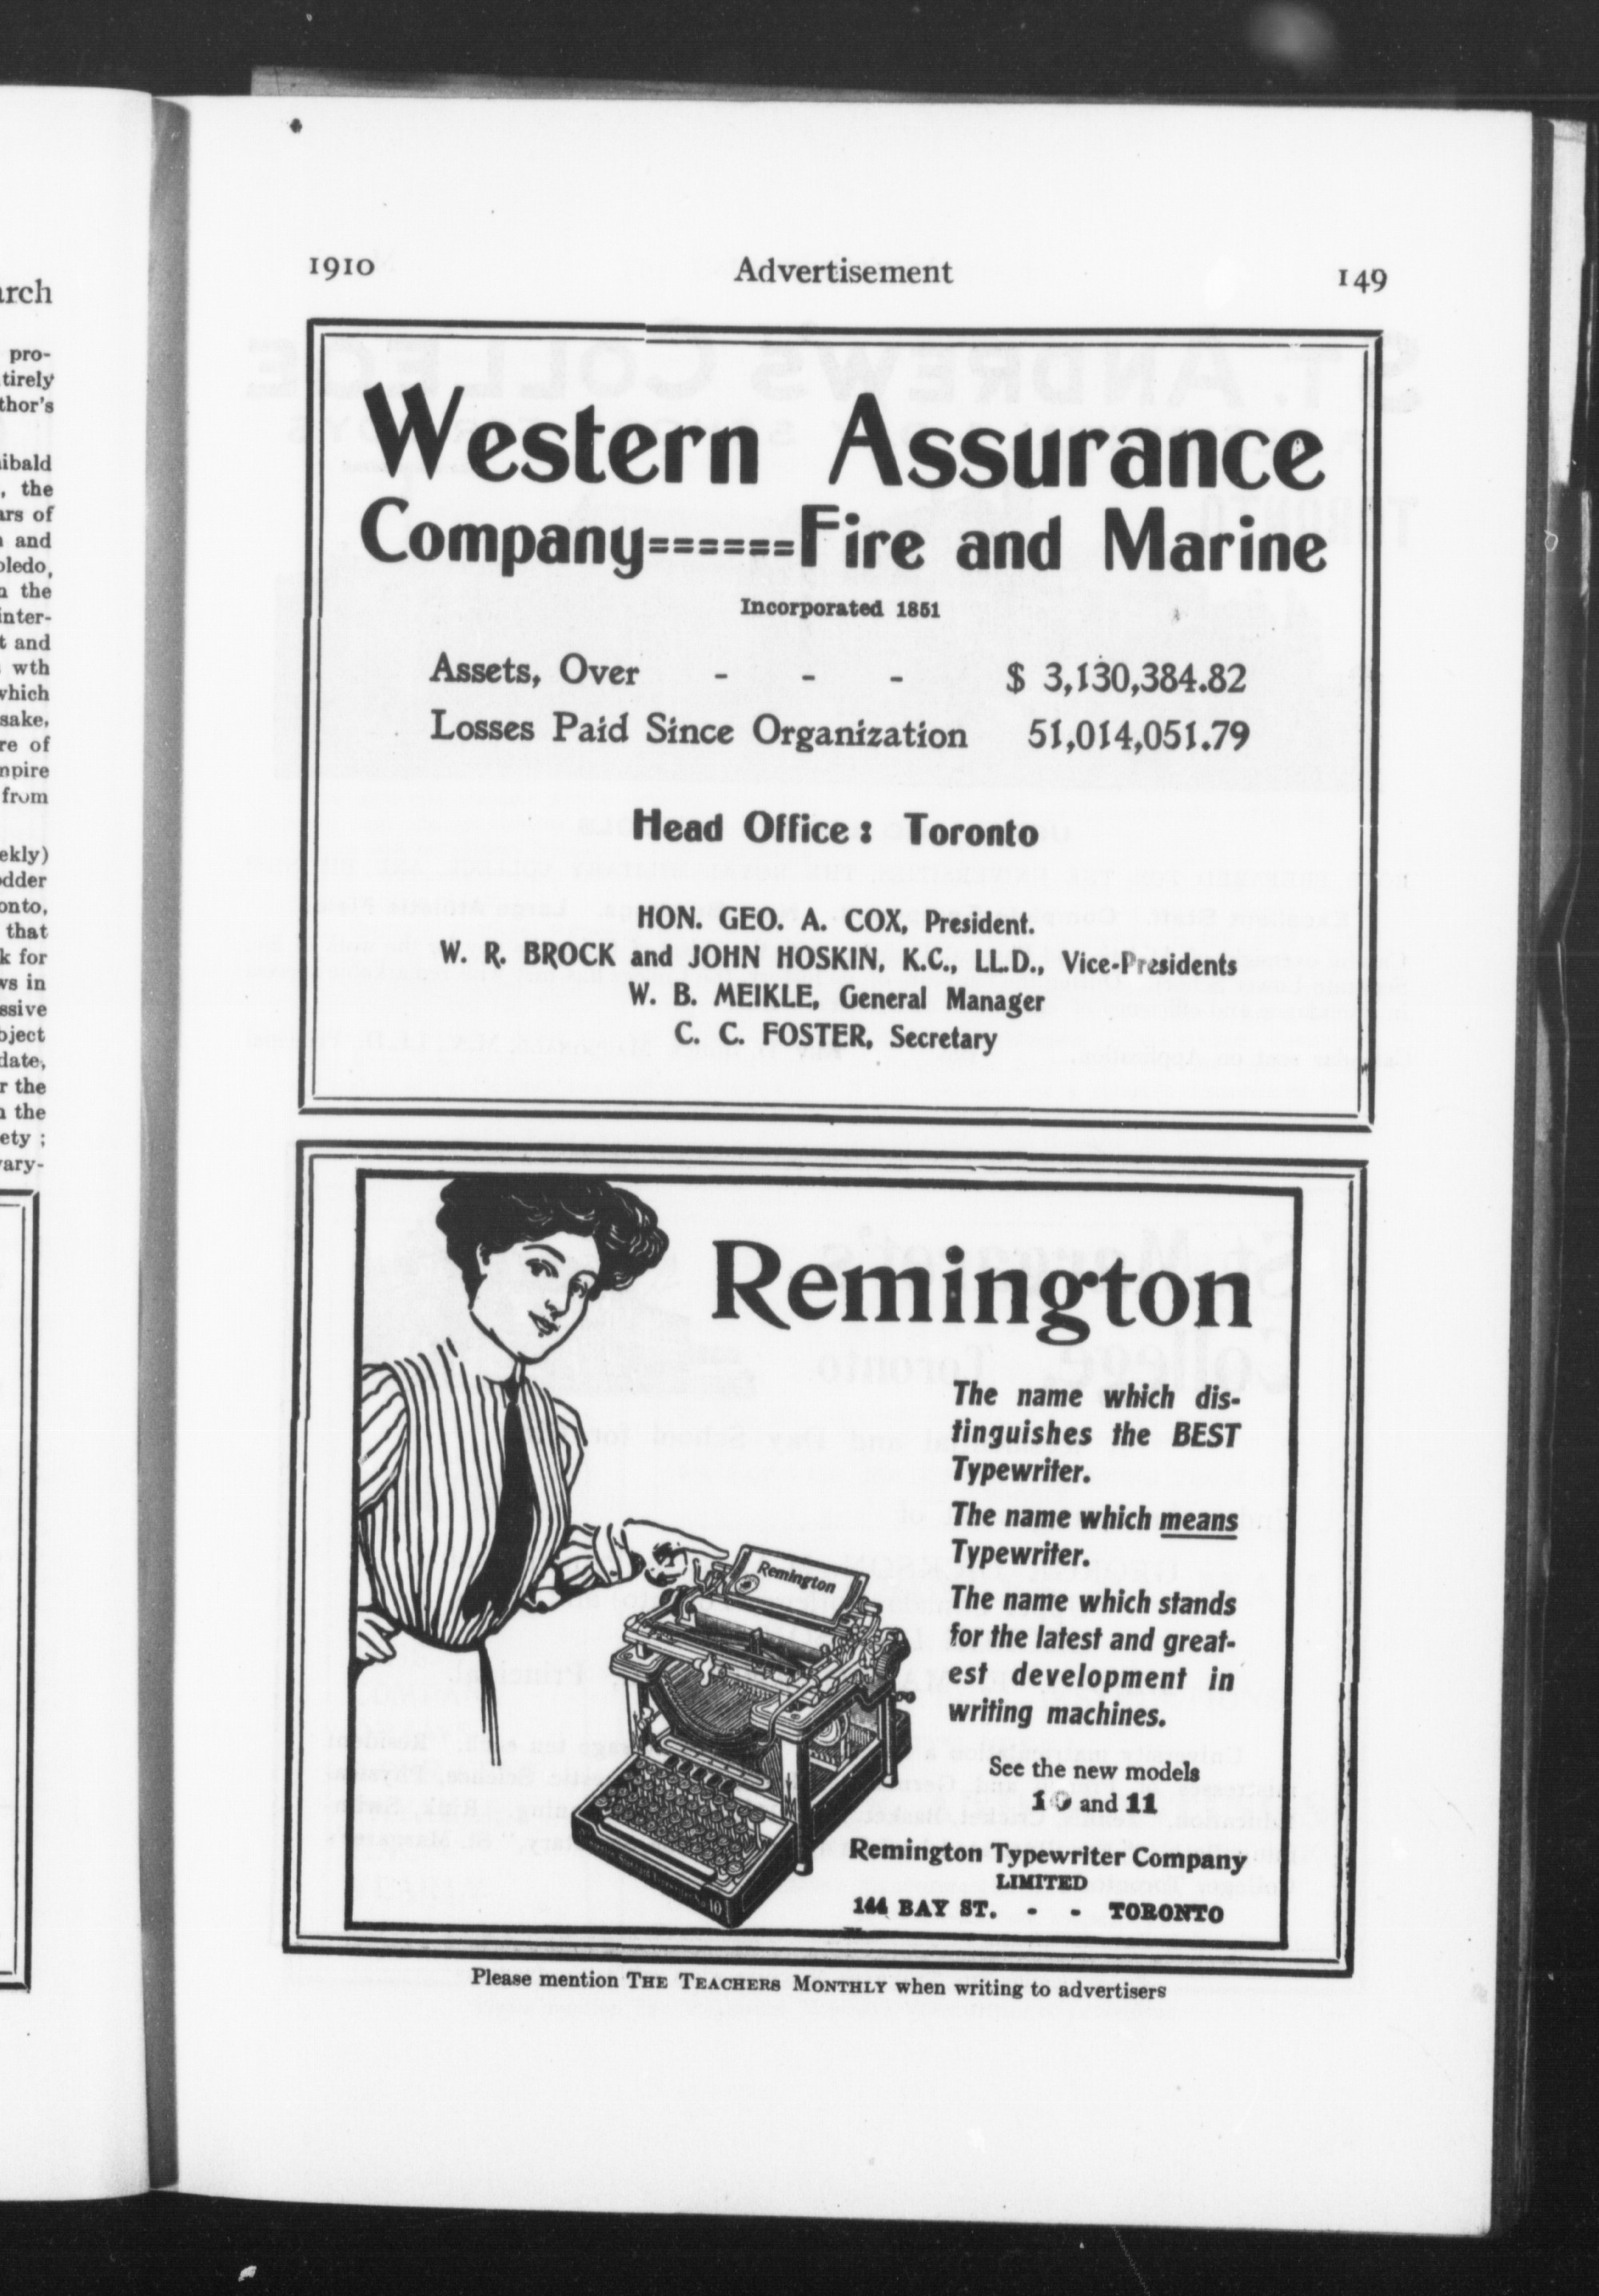 arch
pro-
tirely
thor's
ibald
, the
ars of
and
oledo,
the
inter-
t and
wth
which
sake,
re of
mpire
from
ekly)
odder
onto,
that
k for
ws in
ssive
bject
date,
r the
the
ety ;
vary-
1910 Advertisement 149
Western Assurance
Company======Fire and Marine
Incorporated 1851
Assets, Over - - - $ 3,130,384.82
Losses Paid Since Organization 51,014,051.79
Head Office : Toronto
HON. GEO. A. COX, President.
W. R. BROCK and JOHN HOSKIN, K.C., LL.D., Vice-Presidents
W. B. MEIKLE, General Manager
C. C. FOSTER, Secretary
Remington
The name which dis-
tinguishes the BEST
Typewriter.
The name which means
Typewriter.
The name which stands
for the latest and great-
est development in
writing machines.
See the new models
10 and 11
Remington Typewriter Company
LIMITED
144 BAY ST. - - TORONTO
Remington
10
Please mention THE TEACHERS MONTHLY when writing to advertisers